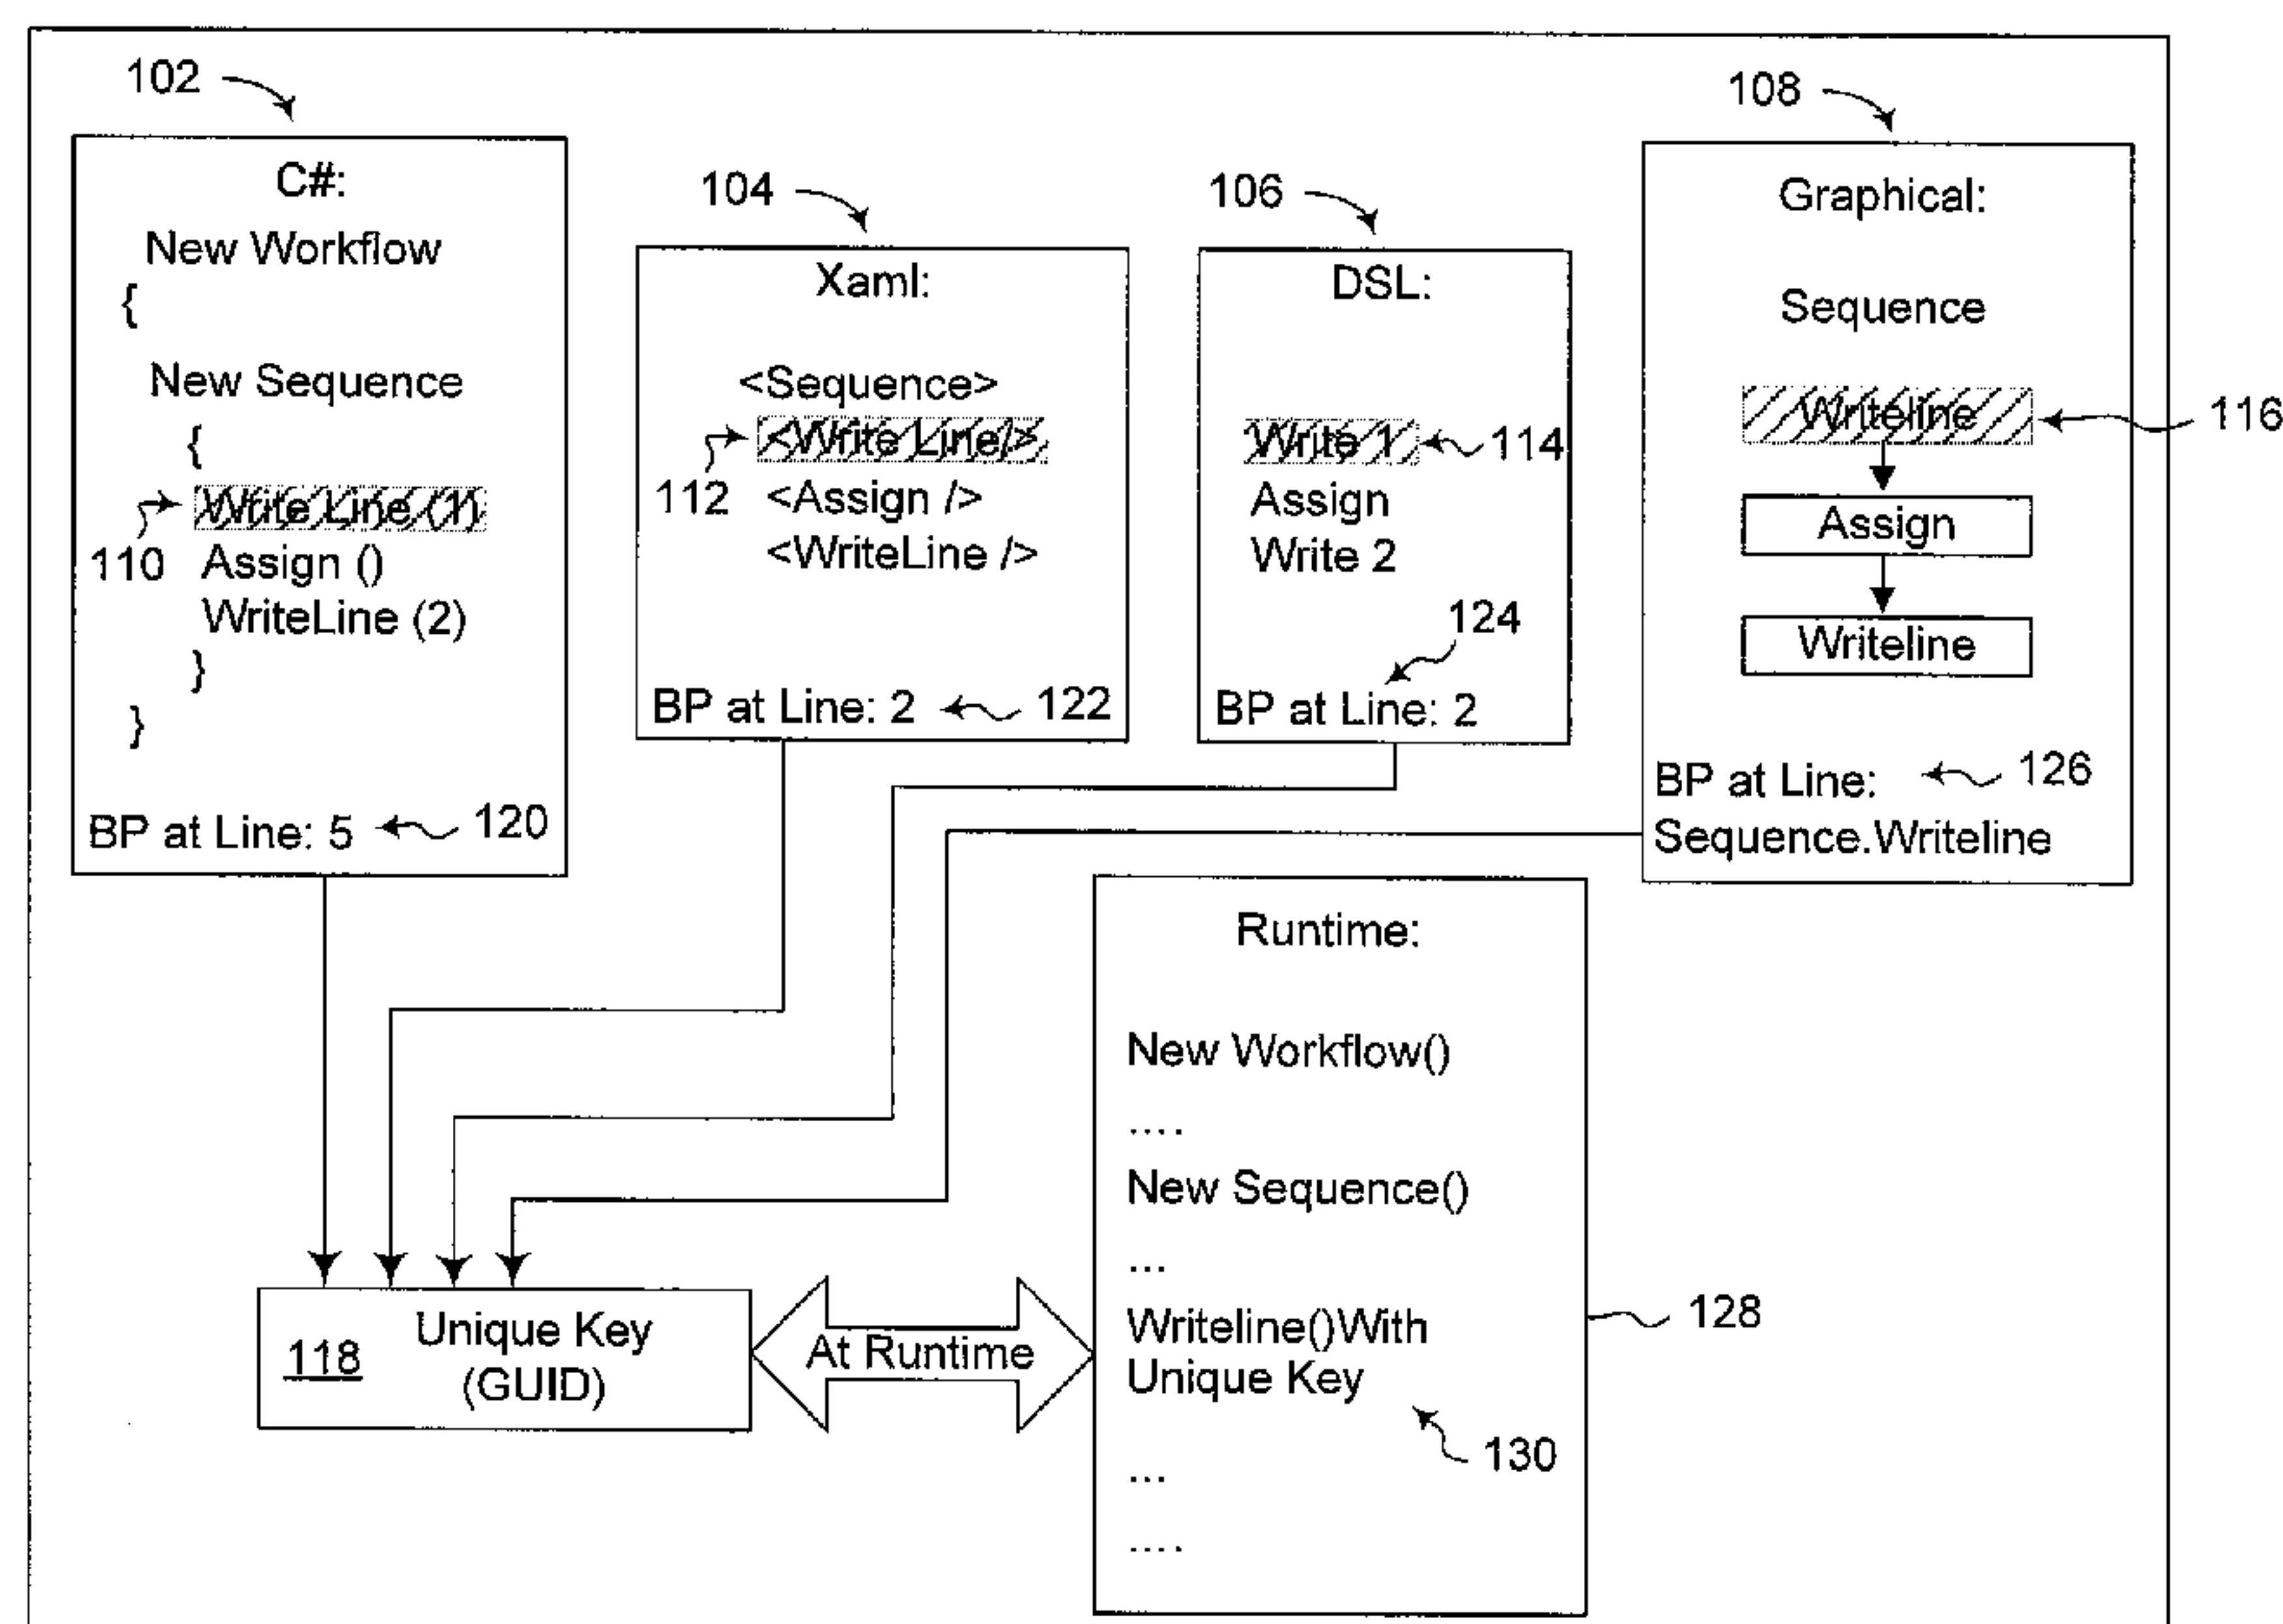 102
C#:
New Workflow
{
New Sequence
{
Write Line (1)
110
Assign ()
WriteLine (2)
}
}
BP at Line: 5
120
104
Xaml:
<Sequence>
<Write Line/>
112
<Assign />
<WriteLine />
BP at Line: 2
122
106
DSL:
Write 1
114
Assign
Write 2
124
BP at Line: 2
108
Graphical:
Sequence
Writeline
116
Assign
Writeline
BP at Line:
126
Sequence.Writeline
118
Unique Key
(GUID)
At Runtime
Runtime:
New Workflow()
....
New Sequence()
...
Writeline()With
Unique Key
130
...
....
128